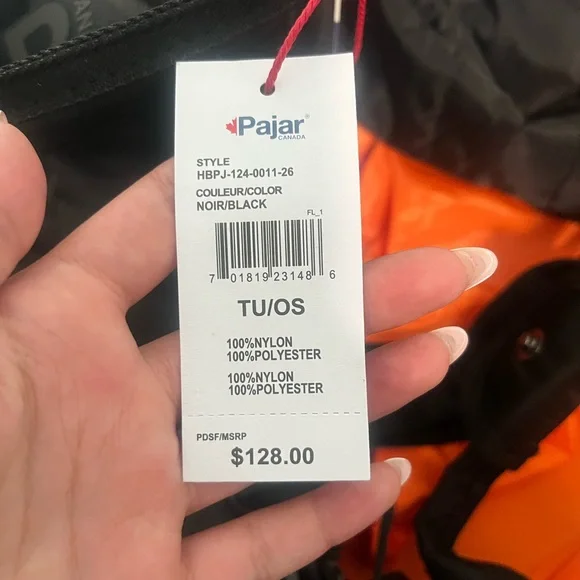 Pajar
CANADA
STYLE
HBPJ-124-0011-26
COULEUR/COLOR
NOIR/BLACK
FL_1
7 01819 23148 6
TU/OS
100%NYLON
100%POLYESTER
100%NYLON
100%POLYESTER
PDSF/MSRP
$128.00